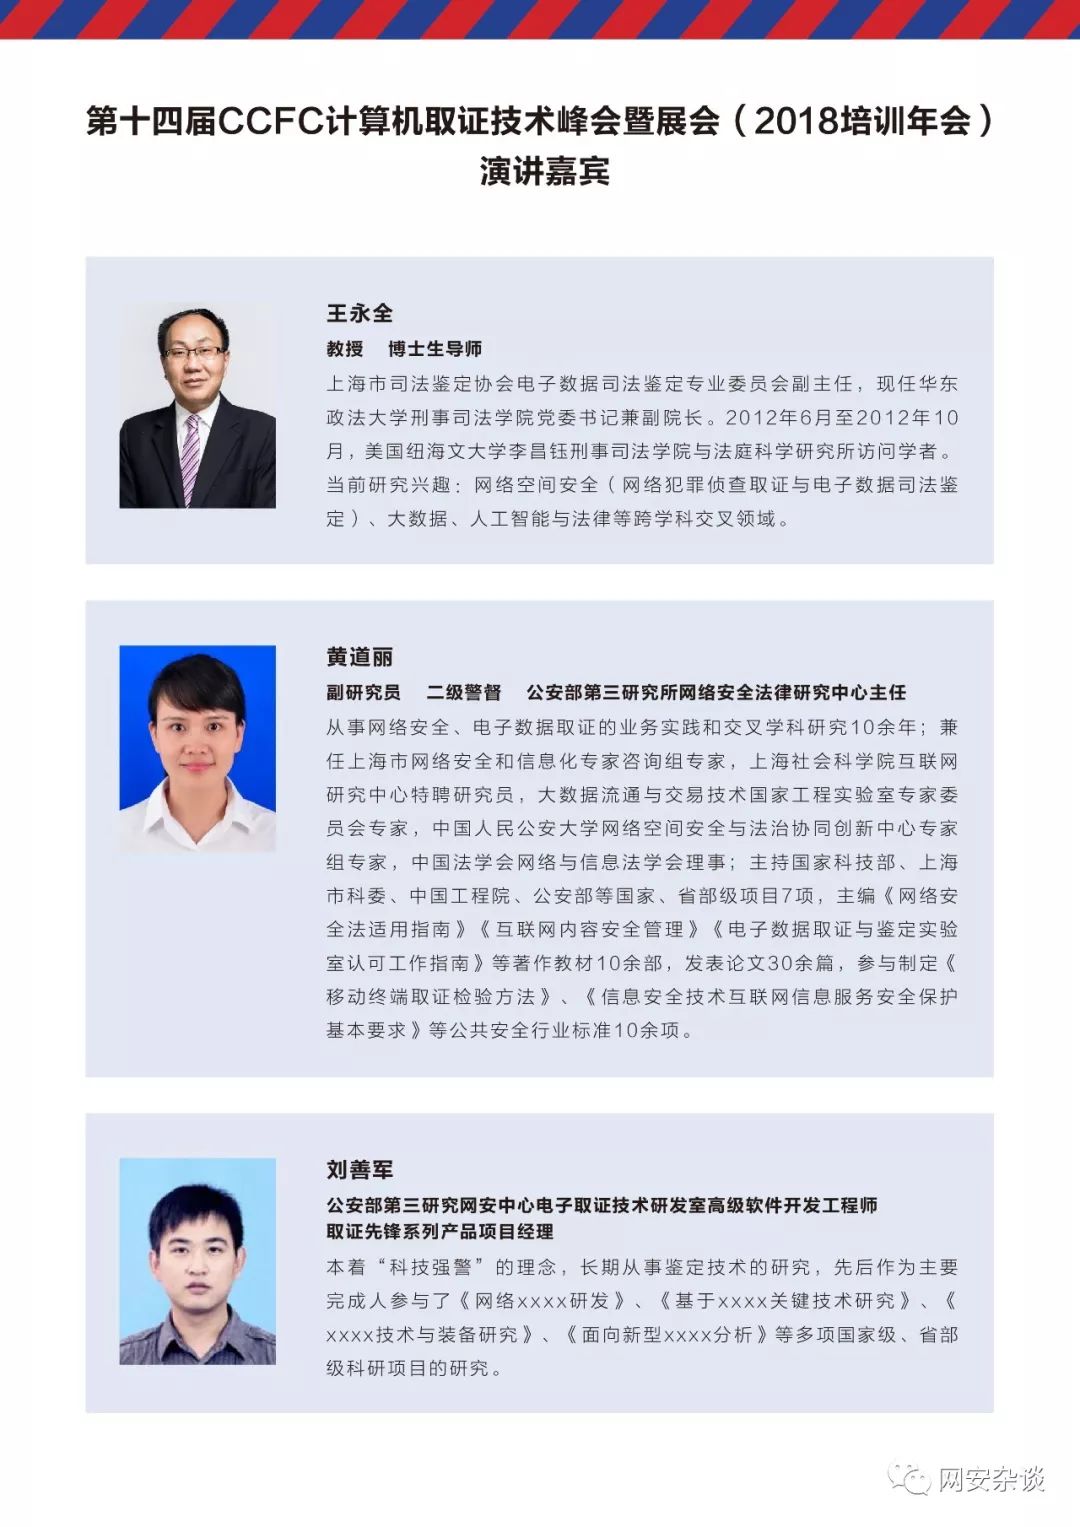 第十四届CCFC计算机取证技术峰会暨展会（2018培训年会）
演讲嘉宾
王永全
教授 博士生导师
上海市司法鉴定协会电子数据司法鉴定专业委员会副主任，现任华东
政法大学刑事司法学院党委书记兼副院长。2012年6月至2012年10
月，美国纽海文大学李昌钰刑事司法学院与法庭科学研究所访问学者。
当前研究兴趣：网络空间安全（网络犯罪侦查取证与电子数据司法鉴
定）、大数据、人工智能与法律等跨学科交叉领域。
黄道丽
副研究员 二级警督 公安部第三研究所网络安全法律研究中心主任
从事网络安全、电子数据取证的业务实践和交叉学科研究10余年；兼
任上海市网络安全和信息化专家咨询组专家，上海社会科学院互联网
研究中心特聘研究员，大数据流通与交易技术国家工程实验室专家委
员会专家，中国人民公安大学网络空间安全与法治协同创新中心专家
组专家，中国法学会网络与信息法学会理事；主持国家科技部、上海
市科委、中国工程院、公安部等国家、省部级项目7项，主编《网络安
全法适用指南》《互联网内容安全管理》《电子数据取证与鉴定实验
室认可工作指南》等著作教材10余部，发表论文30余篇，参与制定《
移动终端取证检验方法》、《信息安全技术互联网信息服务安全保护
基本要求》等公共安全行业标准10余项。
刘善军
公安部第三研究网安中心电子取证技术研发室高级软件开发工程师
取证先锋系列产品项目经理
本着“科技强警”的理念，长期从事鉴定技术的研究，先后作为主要
完成人参与了《网络xxxx研发》、《基于xxxx关键技术研究》、《
xxxx技术与装备研究》、《面向新型xxxx分析》等多项国家级、省部
级科研项目的研究。
网安杂谈